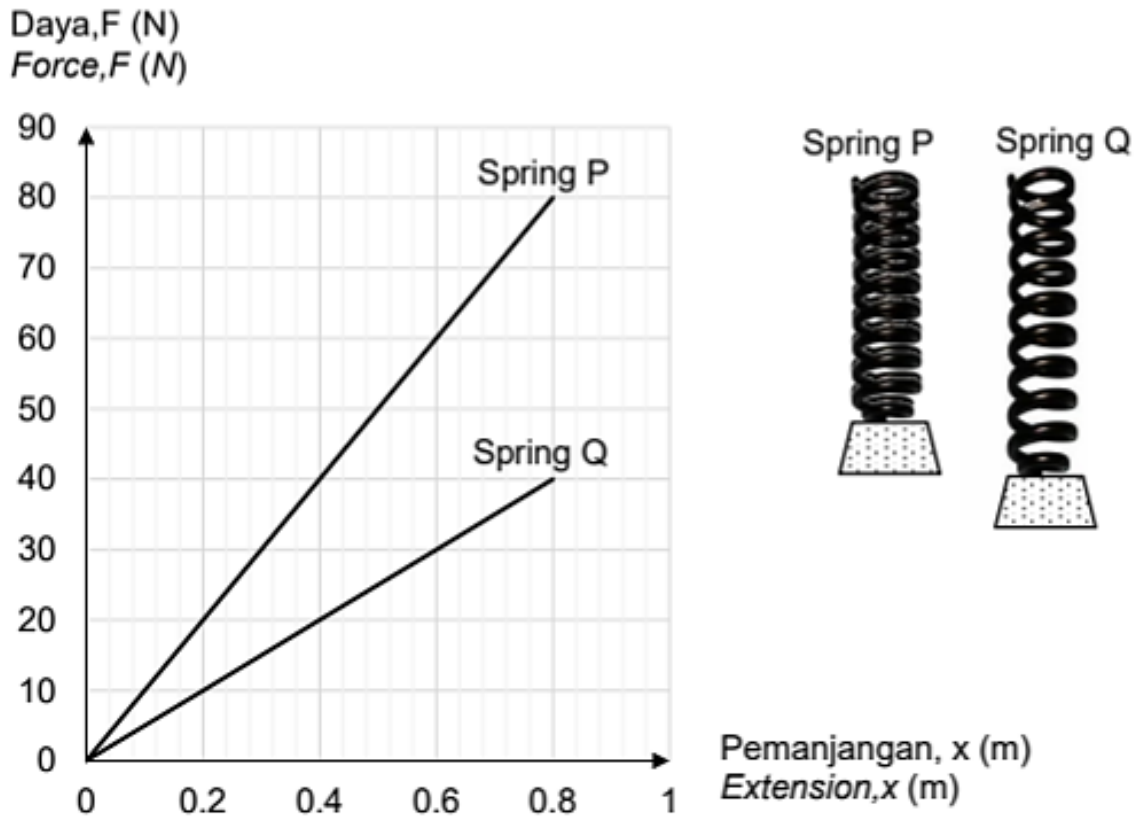 Daya,F (N)
Force,F (N)
90
80
70
60
50
40
30
20
10
0
Spring P
Spring Q
0 0.2 0.4 0.6 0.8 1
Pemanjangan, x (m)
Extension,x (m)
Spring P Spring Q